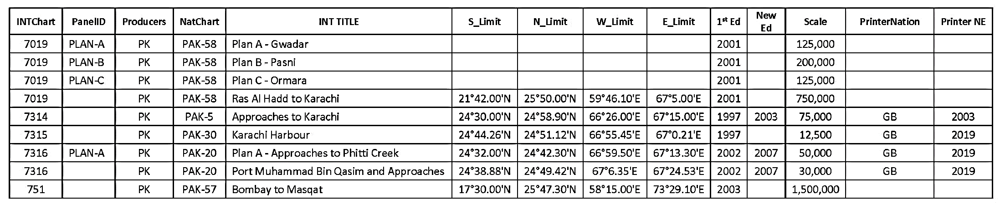 INTChart PanelID Producers NatChart INT TITLE S_Limit N_Limit W_Limit E_Limit 1st Ed New Ed Scale PrinterNation Printer NE
7019 PLAN-A PK PAK-58 Plan A - Gwadar 2001 125,000
7019 PLAN-B PK PAK-58 Plan B - Pasni 2001 200,000
7019 PLAN-C PK PAK-58 Plan C - Ormara 2001 125,000
7019 PK PAK-58 Ras Al Hadd to Karachi 21°42.00'N 25°50.00'N 59°46.10'E 67°5.00'E 2001 750,000
7314 PK PAK-5 Approaches to Karachi 24°30.00'N 24°58.90'N 66°26.00'E 67°15.00'E 1997 2003 75,000 GB 2003
7315 PK PAK-30 Karachi Harbour 24°44.26'N 24°51.12'N 66°55.45'E 67°0.21'E 1997 12,500 GB 2019
7316 PLAN-A PK PAK-20 Plan A - Approaches to Phitti Creek 24°32.00'N 24°42.30'N 66°59.50'E 67°13.30'E 2002 2007 50,000 GB 2019
7316 PK PAK-20 Port Muhammad Bin Qasim and Approaches 24°38.88'N 24°49.42'N 67°6.35'E 67°24.53'E 2002 2007 30,000 GB 2019
751 PK PAK-57 Bombay to Masqat 17°30.00'N 25°47.30'N 58°15.00'E 73°29.10'E 2003 1,500,000